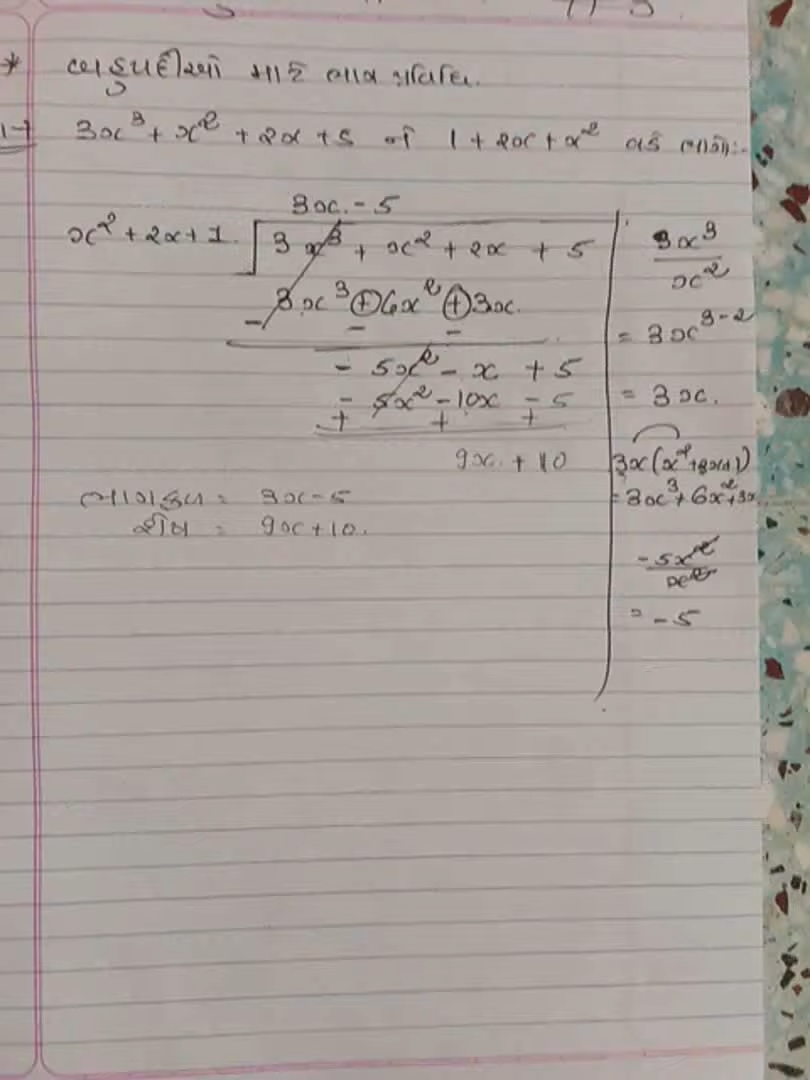 * બહુપદીઓ માટે ભાગ પ્રવિધિ.
1→ 3x³ + x² + 2x + 5 ને 1 + 2x + x² વડે ભાગો:-
3x - 5
x² + 2x + 1 3x³ + x² + 2x + 5
3x³ + 6x² + 3x
- - -
- 5x² - x + 5
- 5x² - 10x - 5
+ + +
9x + 10
ભાગફળ = 3x - 5
શેષ = 9x + 10.
3x³
x²
= 3x³⁻²
= 3x.
3x(x² + 2x + 1)
= 3x³ + 6x² + 3x
-5x²
x²
= -5